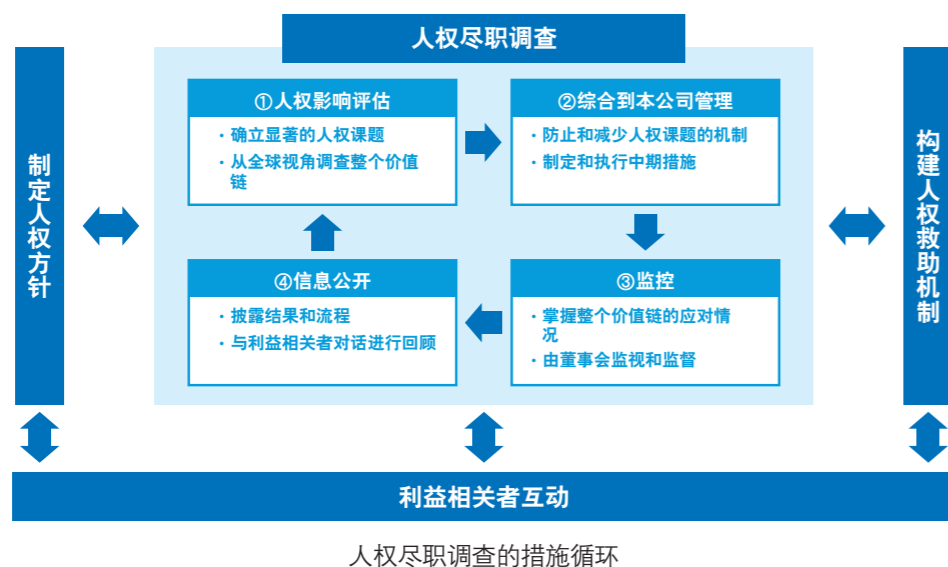 人权尽职调查
制定人权方针
①人权影响评估
・确立显著的人权课题
・从全球视角调查整个价值
链
②综合到本公司管理
・防止和减少人权课题的机制
・制定和执行中期措施
④信息公开
・披露结果和流程
・与利益相关者对话进行回顾
③监控
・掌握整个价值链的应对情
况
・由董事会监视和监督
构建人权救助机制
利益相关者互动
人权尽职调查的措施循环